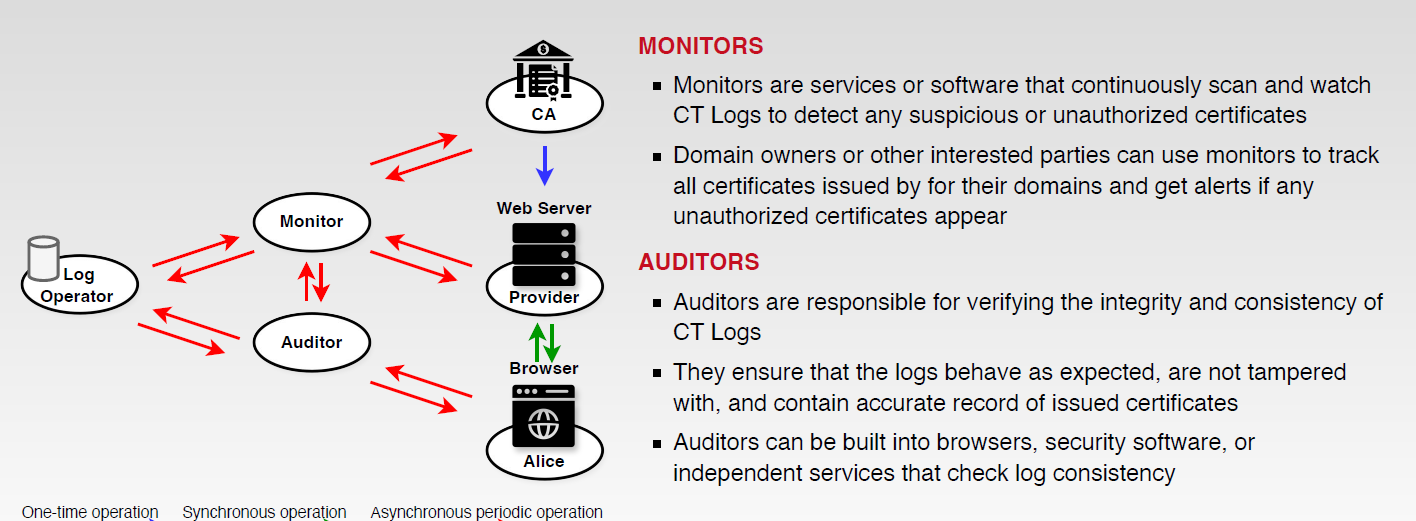 CA
Monitor
Web Server
Log
Operator
Provider
Auditor
Browser
Alice
One-time operation
Synchronous operation
Asynchronous periodic operation
MONITORS
Monitors are services or software that continuously scan and watch
CT Logs to detect any suspicious or unauthorized certificates
Domain owners or other interested parties can use monitors to track
all certificates issued by for their domains and get alerts if any
unauthorized certificates appear
AUDITORS
Auditors are responsible for verifying the integrity and consistency of
CT Logs
They ensure that the logs behave as expected, are not tampered
with, and contain accurate record of issued certificates
Auditors can be built into browsers, security software, or
independent services that check log consistency